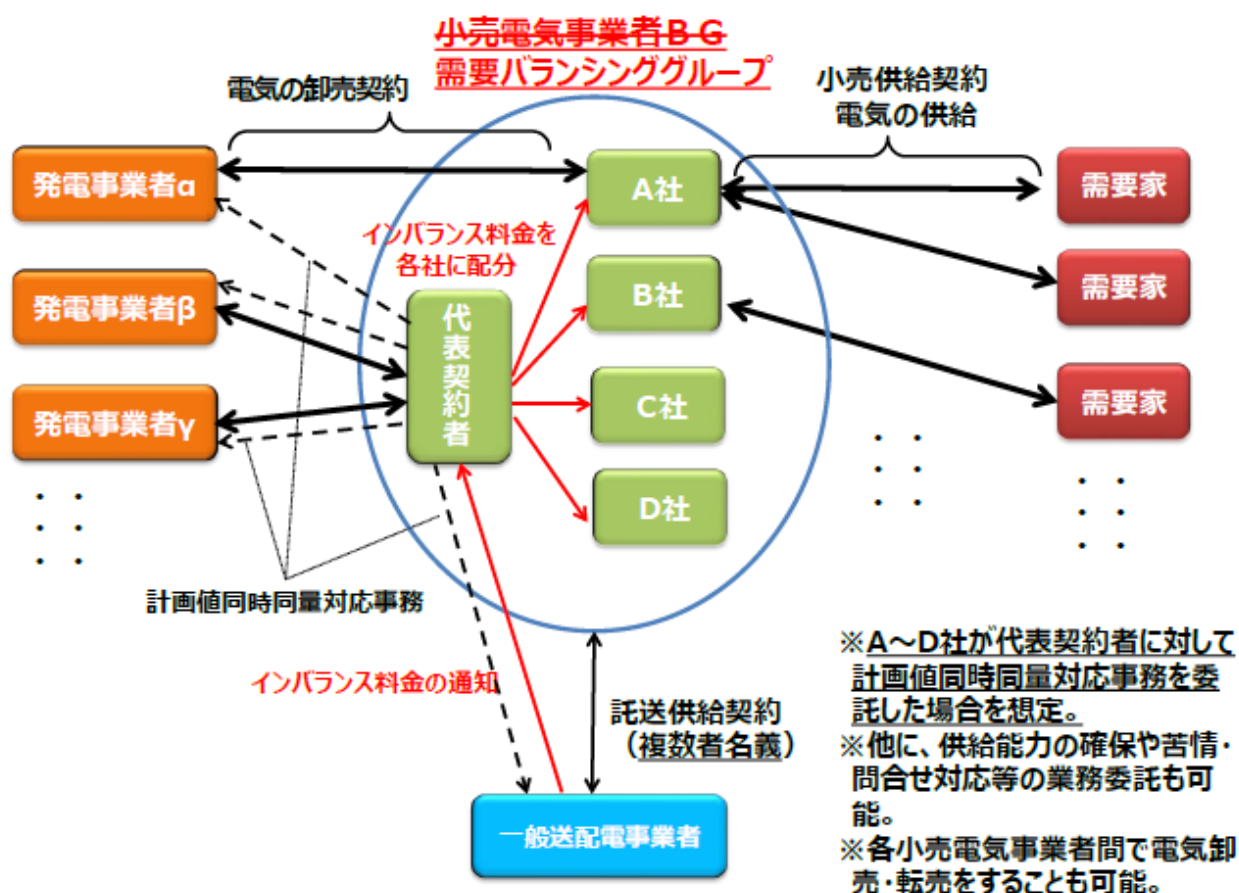 小売電気事業者BG
需要バランシンググループ
電気の卸売契約
小売供給契約
電気の供給
発電事業者α
A社
需要家
インバランス料金を
各社に配分
発電事業者β
代表契約者
B社
需要家
発電事業者γ
C社
需要家
D社
計画値同時同量対応事務
インバランス料金の通知
託送供給契約
（複数者名義）
一般送配電事業者
※A～D社が代表契約者に対して
計画値同時同量対応事務を委
託した場合を想定。
※他に、供給能力の確保や苦情・
問合せ対応等の業務委託も可
能。
※各小売電気事業者間で電気卸
売・転売をすることも可能。